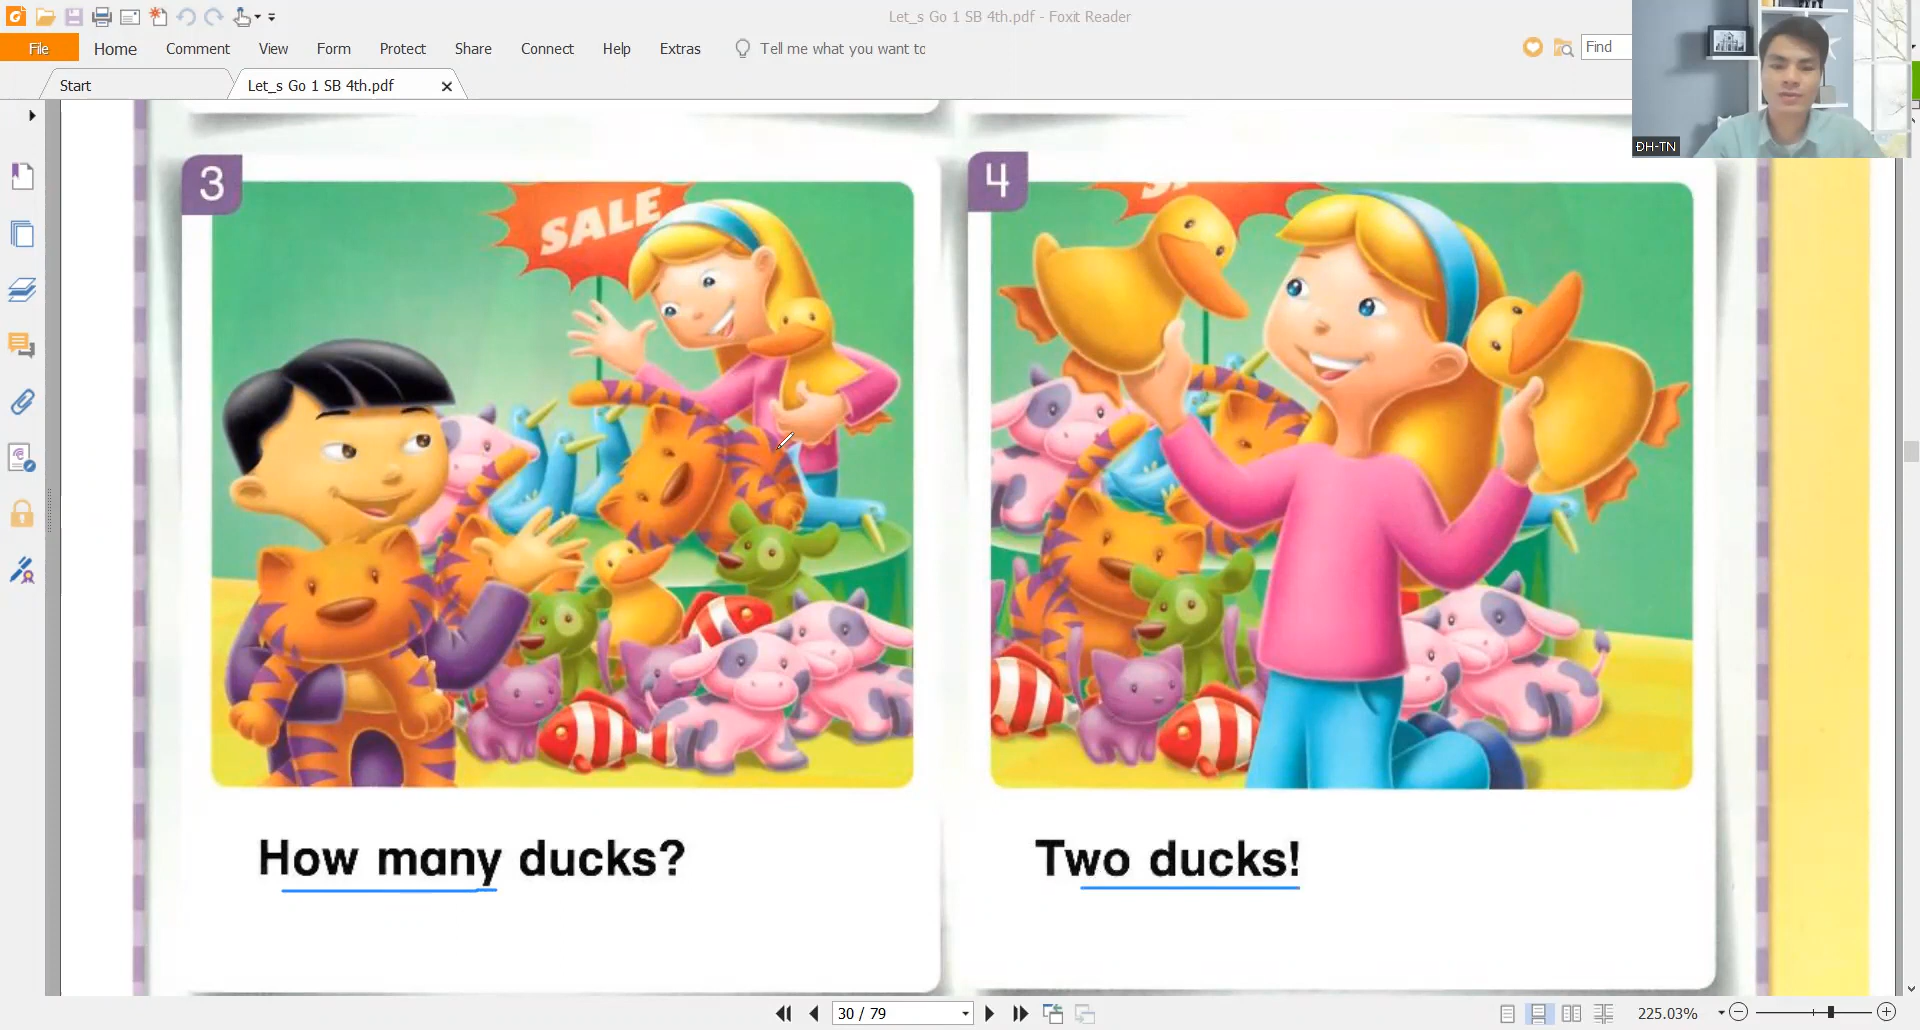 Let_s Go 1 SB 4th.pdf - Foxit Reader
File Home Comment View Form Protect Share Connect Help Extras Tell me what you want to Find
Start Let_s Go 1 SB 4th.pdf
ĐH-TN
3
SALE
4
How many ducks?
Two ducks!
30 / 79
225.03%